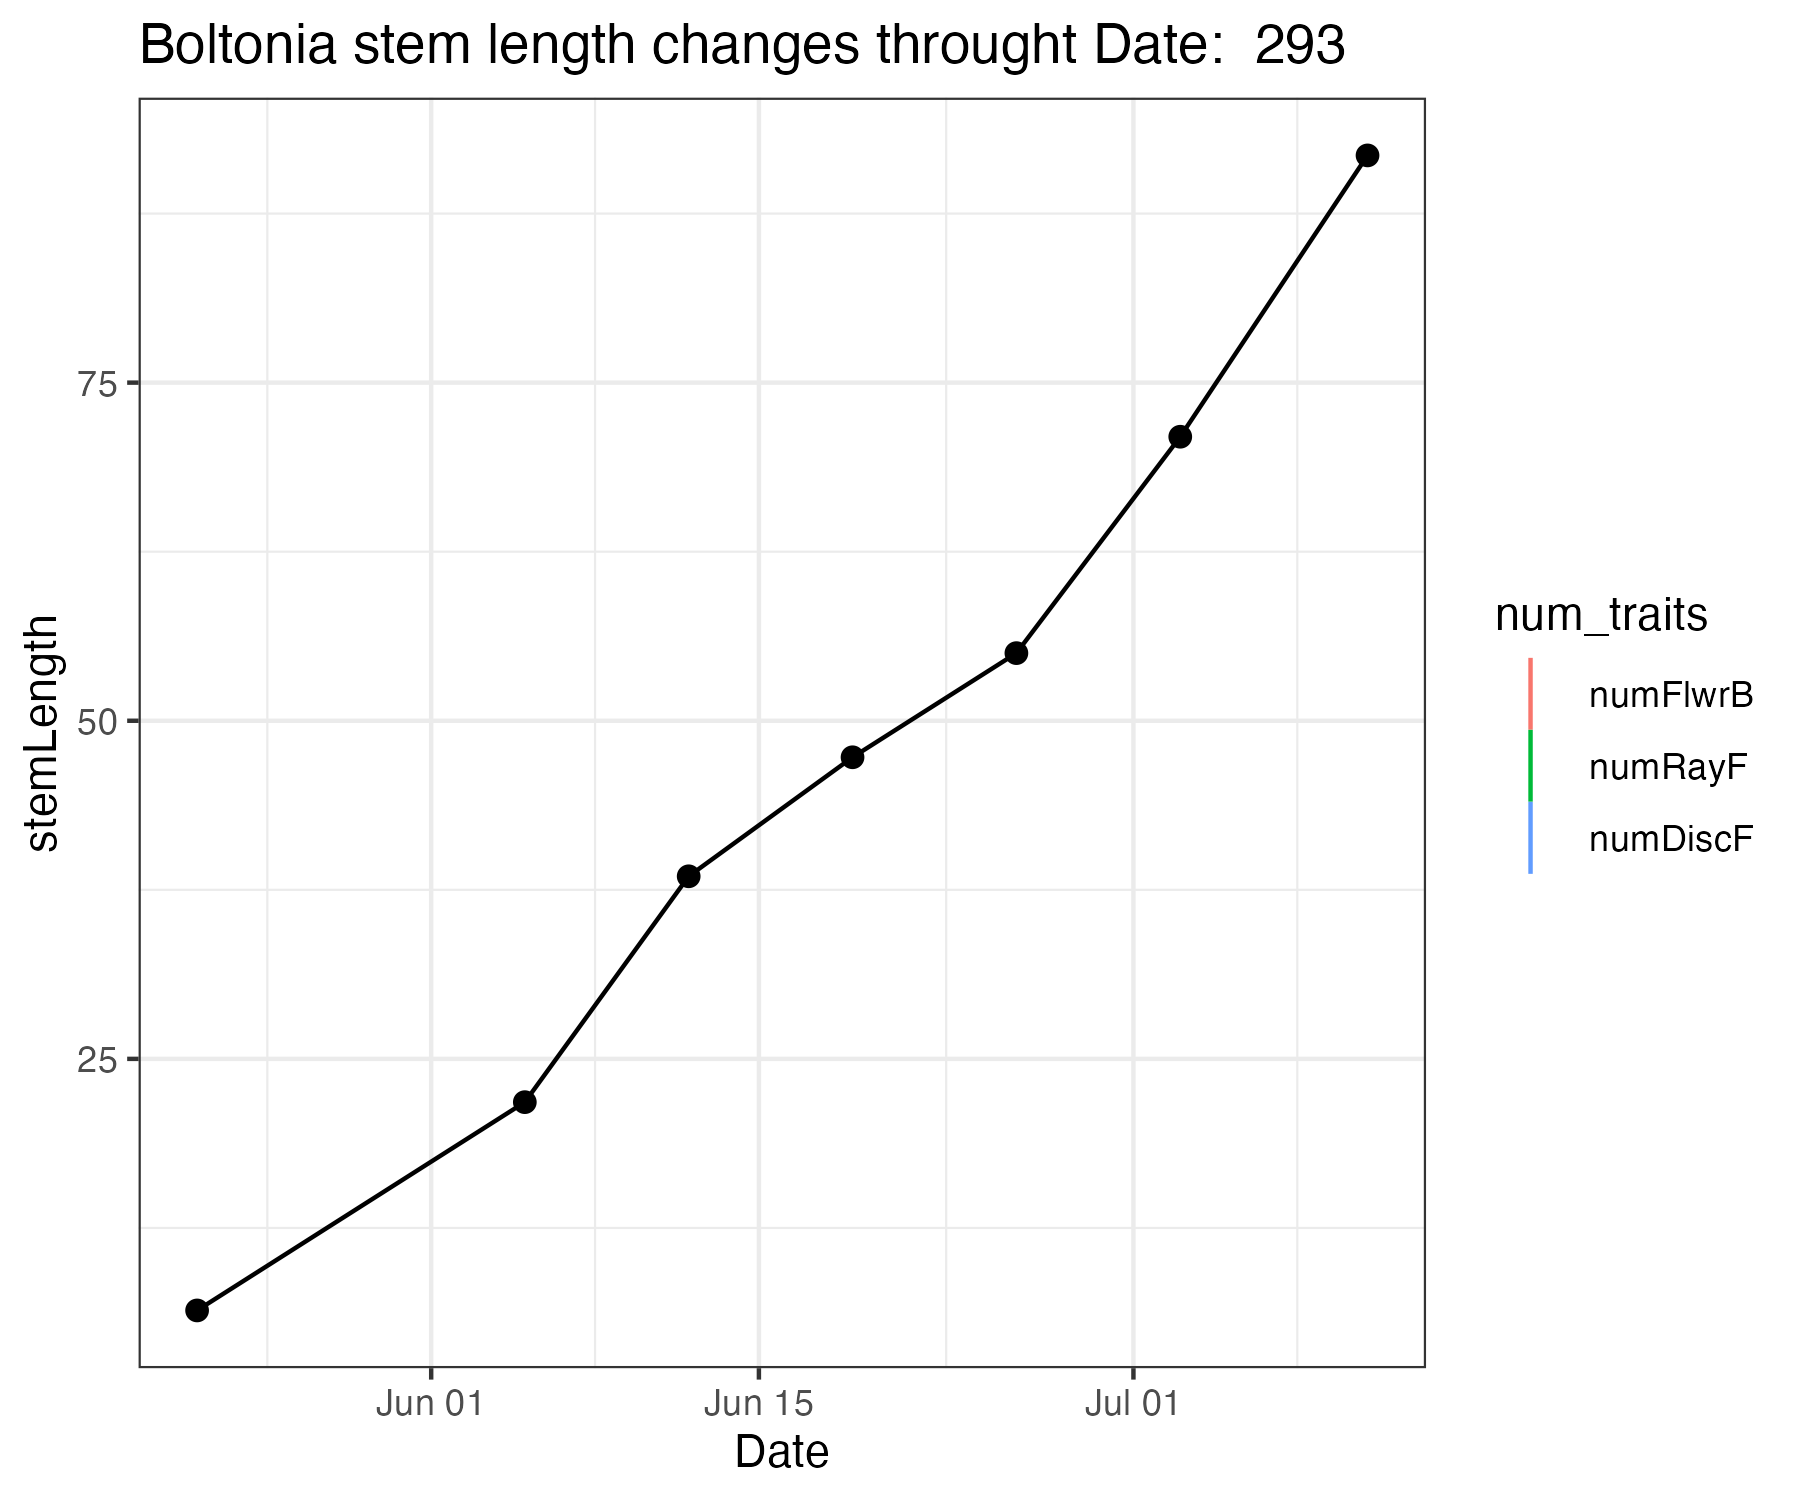 Boltonia stem length changes throught Date:  293
stemLength
75
50
25
Jun 01
Jun 15
Jul 01
Date
num_traits
numFlwrB
numRayF
numDiscF